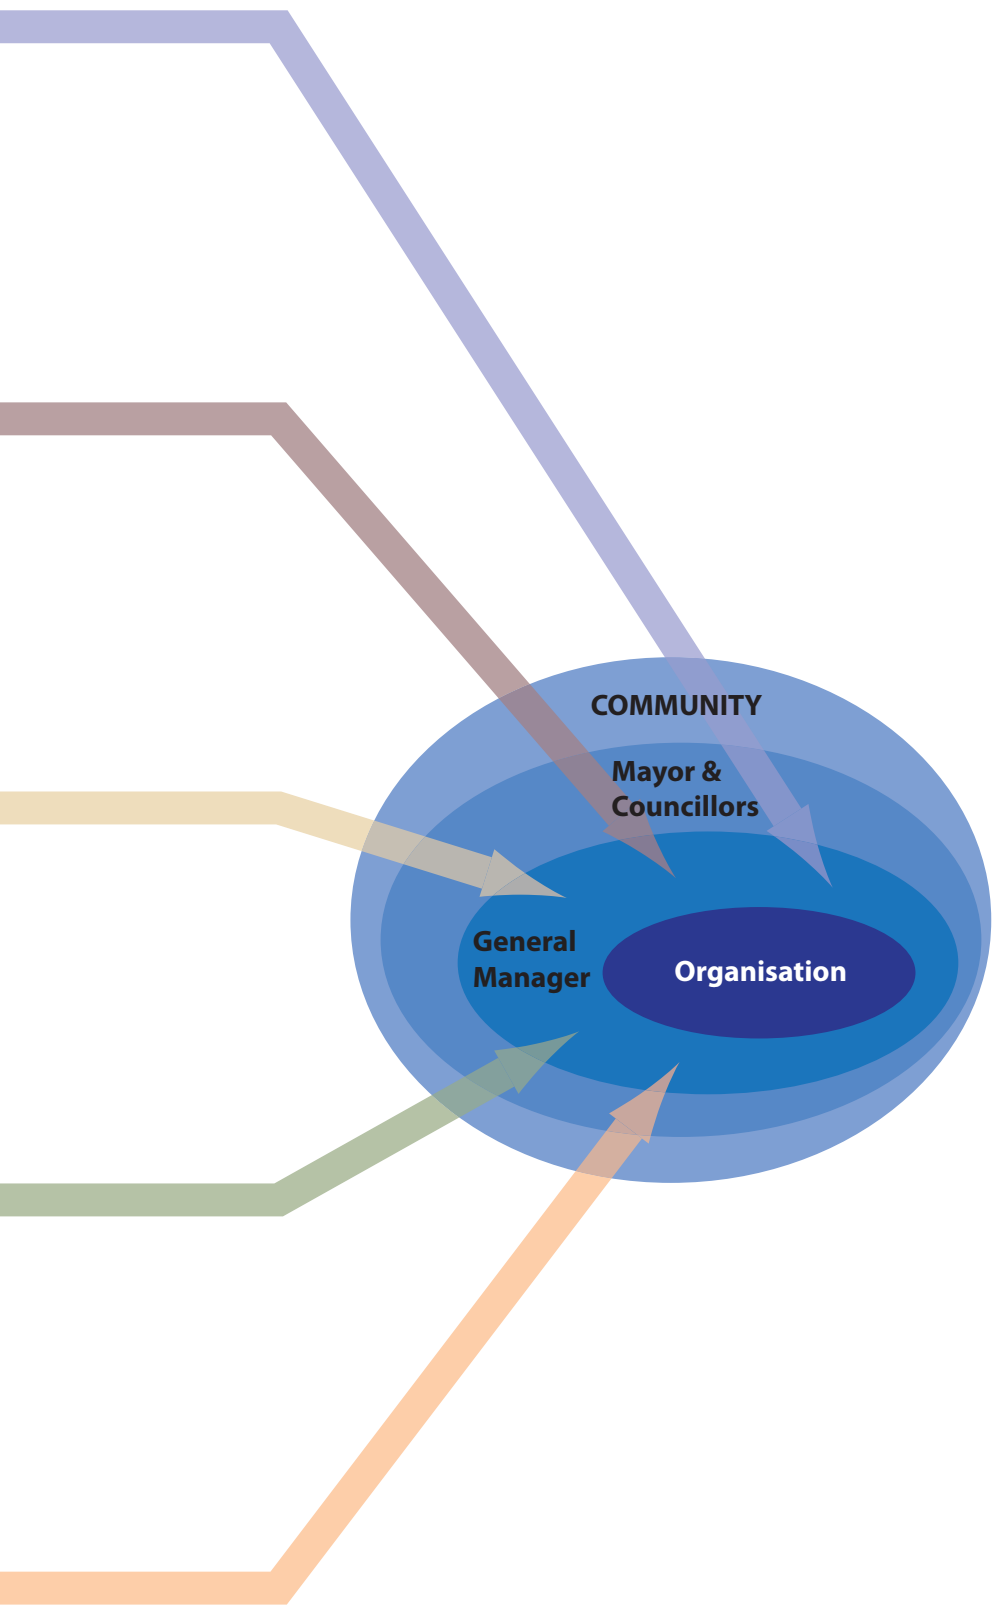 COMMUNITY
Mayor &
Councillors
General
Manager
Organisation